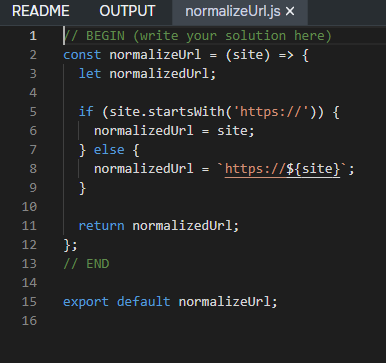 README OUTPUT normalizeUrl.js ×
1 // BEGIN (write your solution here)
2 const normalizeUrl = (site) => {
3 let normalizedUrl;
4
5 if (site.startsWith('https://')) {
6 normalizedUrl = site;
7 } else {
8 normalizedUrl = `https://${site}`;
9 }
10
11 return normalizedUrl;
12 };
13 // END
14
15 export default normalizeUrl;
16